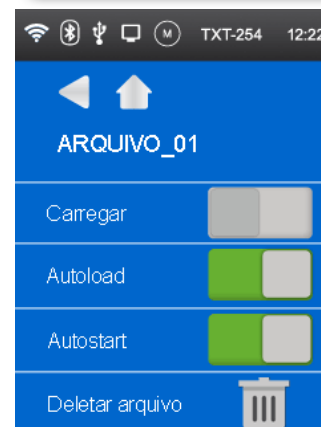 M TXT-254 12:22
ARQUIVO_01
Carregar
Autoload
Autostart
Deletar arquivo